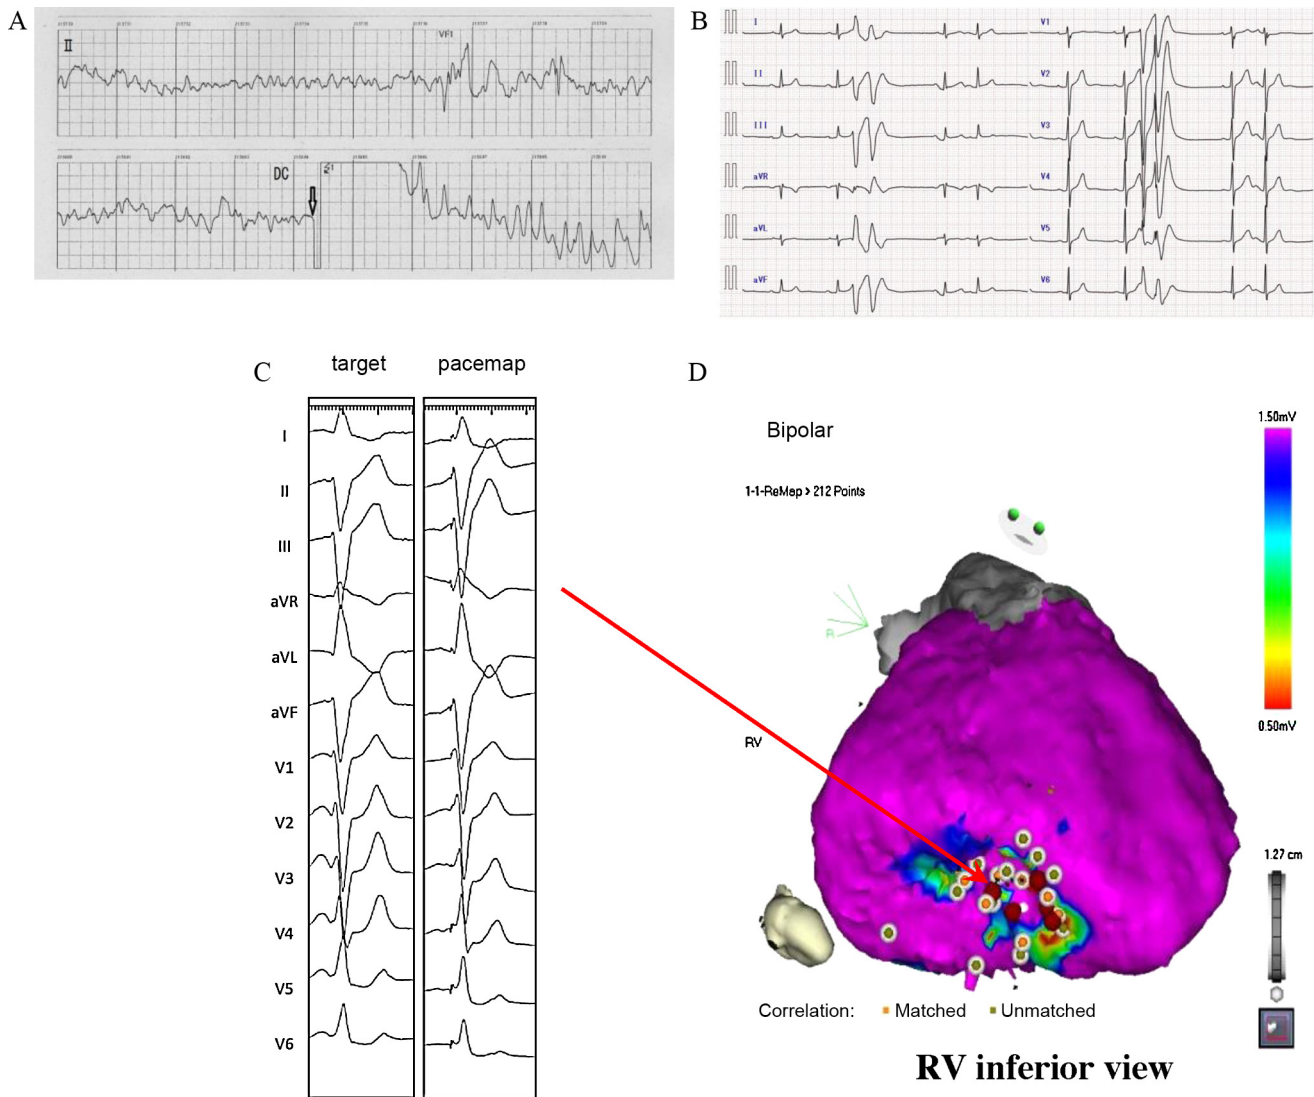 A
II
VF1
DC
B
I
II
III
aVR
aVL
aVF
V1
V2
V3
V4
V5
V6
C
target
pacemap
I
II
III
aVR
aVL
aVF
V1
V2
V3
V4
V5
V6
D
Bipolar
1-1-ReMap > 212 Points
1.50mV
0.50mV
R
RV
1.27 cm
Correlation: Matched Unmatched
RV inferior view